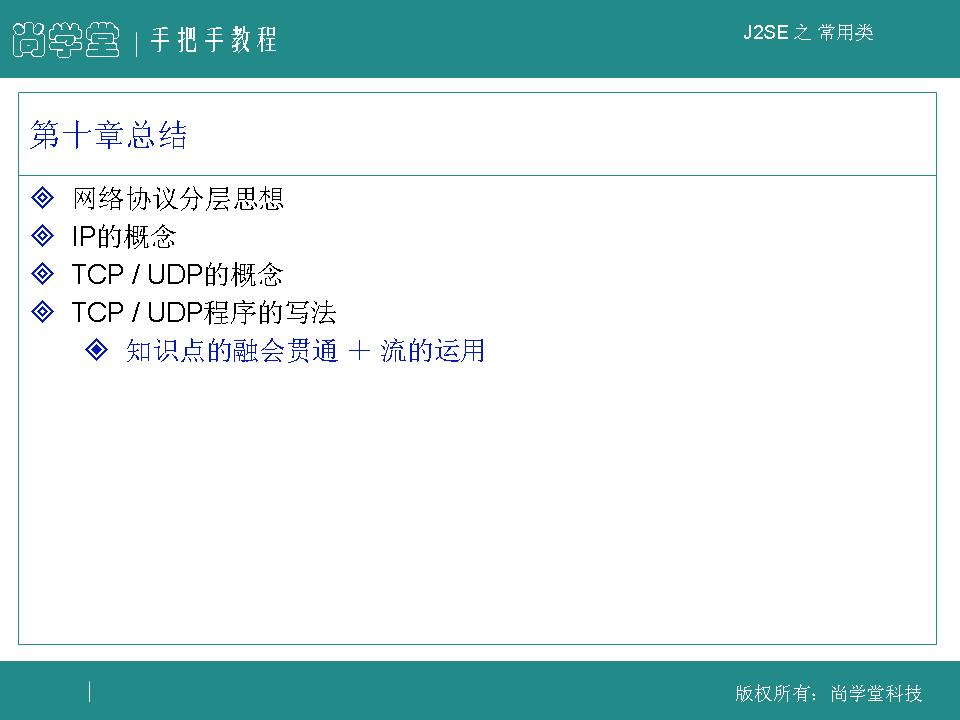 尚学堂 | 手把手教程
J2SE 之 常用类
第十章总结
网络协议分层思想
IP的概念
TCP / UDP的概念
TCP / UDP程序的写法
知识点的融会贯通 ＋ 流的运用
版权所有：尚学堂科技